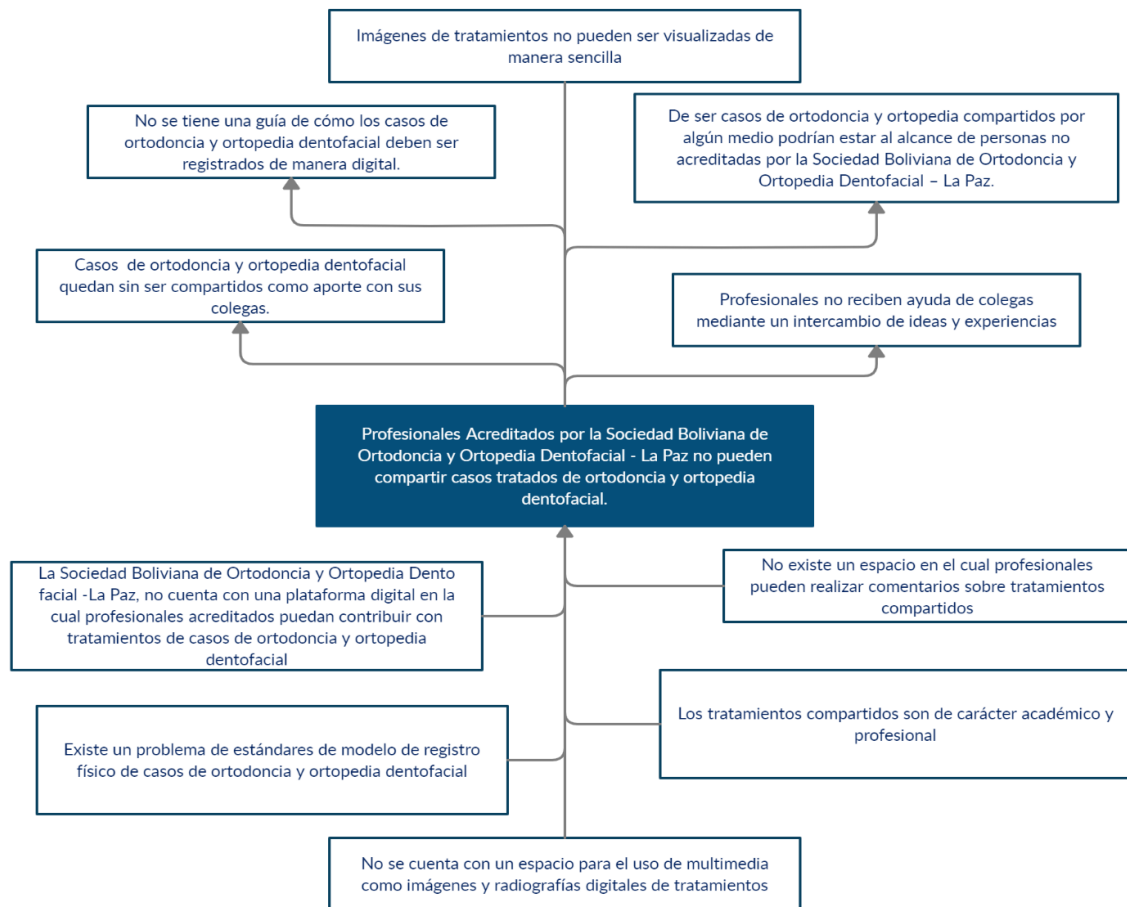 Imágenes de tratamientos no pueden ser visualizadas de
manera sencilla
No se tiene una guía de cómo los casos de
ortodoncia y ortopedia dentofacial deben ser
registrados de manera digital.
De ser casos de ortodoncia y ortopedia compartidos por
algún medio podrían estar al alcance de personas no
acreditadas por la Sociedad Boliviana de Ortodoncia y
Ortopedia Dentofacial – La Paz.
Casos de ortodoncia y ortopedia dentofacial
quedan sin ser compartidos como aporte con sus
colegas.
Profesionales no reciben ayuda de colegas
mediante un intercambio de ideas y experiencias
Profesionales Acreditados por la Sociedad Boliviana de
Ortodoncia y Ortopedia Dentofacial - La Paz no pueden
compartir casos tratados de ortodoncia y ortopedia
dentofacial.
La Sociedad Boliviana de Ortodoncia y Ortopedia Dento
facial -La Paz, no cuenta con una plataforma digital en la
cual profesionales acreditados puedan contribuir con
tratamientos de casos de ortodoncia y ortopedia
dentofacial
No existe un espacio en el cual profesionales
pueden realizar comentarios sobre tratamientos
compartidos
Existe un problema de estándares de modelo de registro
físico de casos de ortodoncia y ortopedia dentofacial
Los tratamientos compartidos son de carácter académico y
profesional
No se cuenta con un espacio para el uso de multimedia
como imágenes y radiografías digitales de tratamientos